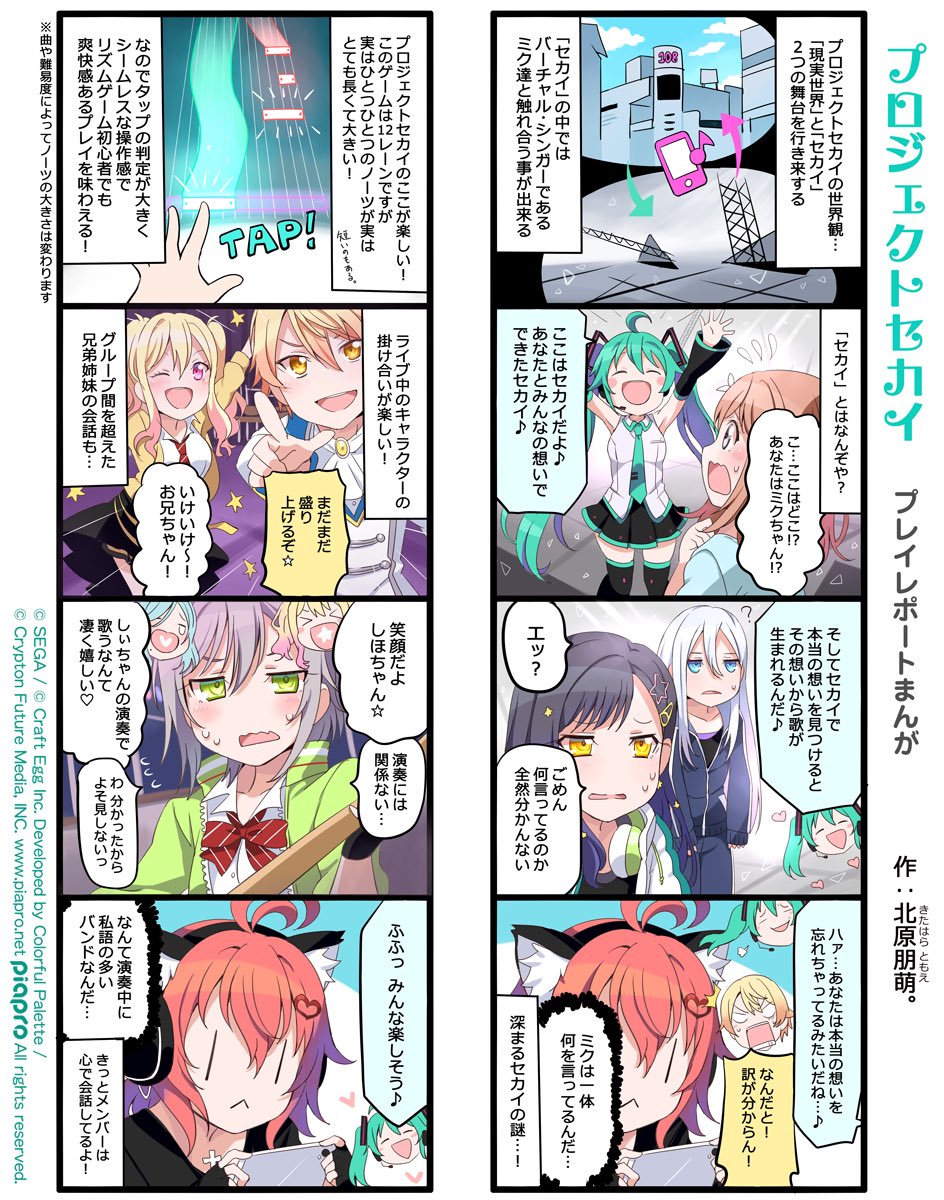 プロジェクトセカイ プレイレポートまんが
作：北原朋萌。
きたはら ともえ
プロジェクトセカイの世界観…
「現実世界」と「セカイ」
2つの舞台を行き来する
108
「セカイ」の中では
バーチャル・シンガーである
ミク達と触れ合う事が出来る
「セカイ」とはなんぞや？
こ…ここはどこ!?
あなたはミクちゃん!?
ここはセカイだよ♪
あなたとみんなの想いで
できたセカイ♪
そしてセカイで
本当の想いを見つけると
その想いから歌が
生まれるんだ♪
?
エッ？
ごめん
何言ってるのか
全然分かんない
ハァ…あなたは本当の想いを
忘れちゃってるみたいだね…♪
なんだと！
訳が分からん！
ミクは一体
何を言ってるんだ…
深まるセカイの謎…！
プロジェクトセカイのここが楽しい！
このゲームは12レーンですが
実はひとつひとつのノーツが実は
とても長くて大きい！
短いのもある。
TAP!
なのでタップの判定が大きく
シームレスな操作感で
リズムゲーム初心者でも
爽快感あるプレイを味わえる！
※曲や難易度によってノーツの大きさは変わります
ライブ中のキャラクターの
掛け合いが楽しい！
まだまだ
盛り
上げるぞ☆
グループ間を超えた
兄弟姉妹の会話も…
いけいけ〜！
お兄ちゃん！
笑顔だよ
しほちゃん☆
演奏には
関係ない…
しぃちゃんの演奏で
歌うなんて
凄く嬉しい♡
わ 分かったから
よそ見しないっ
ふふっ みんな楽しそう♪
なんて演奏中に
私語の多い
バンドなんだ…
きっとメンバーは
心で会話してるよ！
© SEGA / © Craft Egg Inc. Developed by Colorful Palette /
© Crypton Future Media, INC. www.piapro.net piapro All rights reserved.